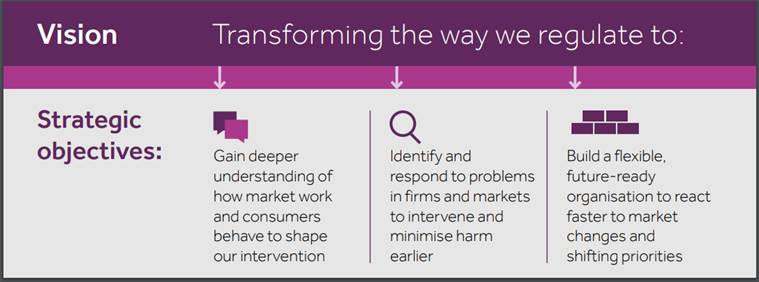 Vision
Transforming the way we regulate to:
Strategic
objectives:
Gain deeper
understanding of
how market work
and consumers
behave to shape
our intervention
Identify and
respond to problems
in firms and markets
to intervene and
minimise harm
earlier
Build a flexible,
future-ready
organisation to react
faster to market
changes and
shifting priorities